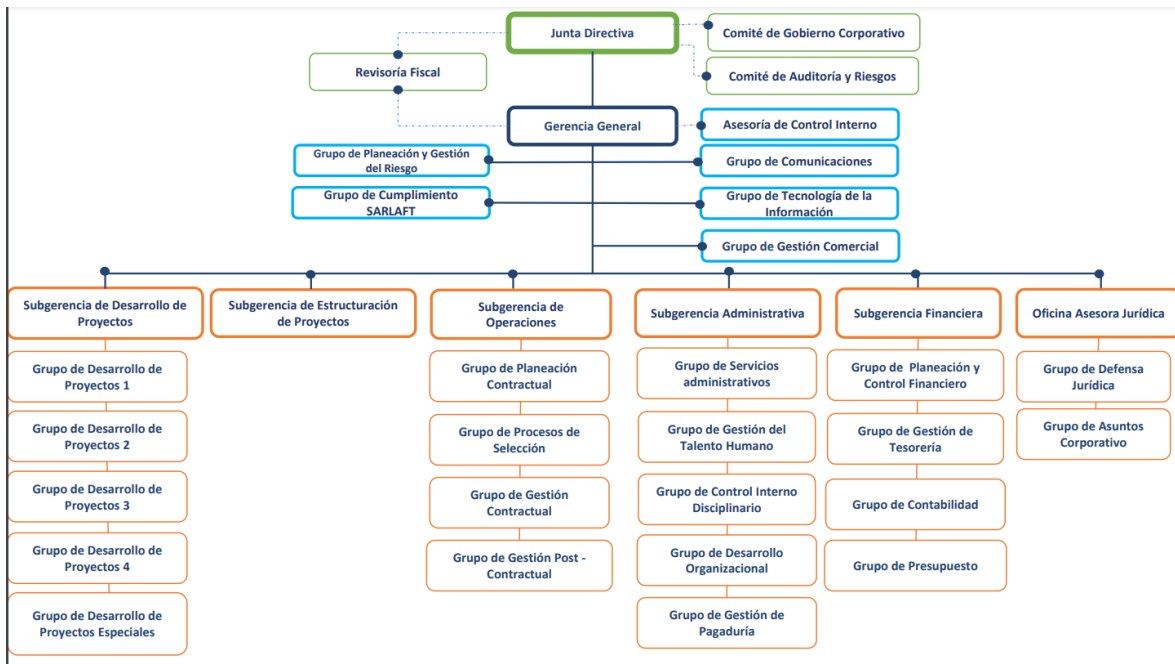 Junta Directiva
Comité de Gobierno Corporativo
Revisoría Fiscal
Comité de Auditoría y Riesgos
Gerencia General
Asesoría de Control Interno
Grupo de Planeación y Gestión
del Riesgo
Grupo de Comunicaciones
Grupo de Cumplimiento
SARLAFT
Grupo de Tecnología de la
Información
Grupo de Gestión Comercial
Subgerencia de Desarrollo de
Proyectos
Grupo de Desarrollo de
Proyectos 1
Grupo de Desarrollo de
Proyectos 2
Grupo de Desarrollo de
Proyectos 3
Grupo de Desarrollo de
Proyectos 4
Grupo de Desarrollo de
Proyectos Especiales
Subgerencia de Estructuración
de Proyectos
Subgerencia de
Operaciones
Grupo de Planeación
Contractual
Grupo de Procesos de
Selección
Grupo de Gestión
Contractual
Grupo de Gestión Post -
Contractual
Subgerencia Administrativa
Grupo de Servicios
administrativos
Grupo de Gestión del
Talento Humano
Grupo de Control Interno
Disciplinario
Grupo de Desarrollo
Organizacional
Grupo de Gestión de
Pagaduría
Subgerencia Financiera
Grupo de Planeación y
Control Financiero
Grupo de Gestión de
Tesorería
Grupo de Contabilidad
Grupo de Presupuesto
Oficina Asesora Jurídica
Grupo de Defensa
Jurídica
Grupo de Asuntos
Corporativo